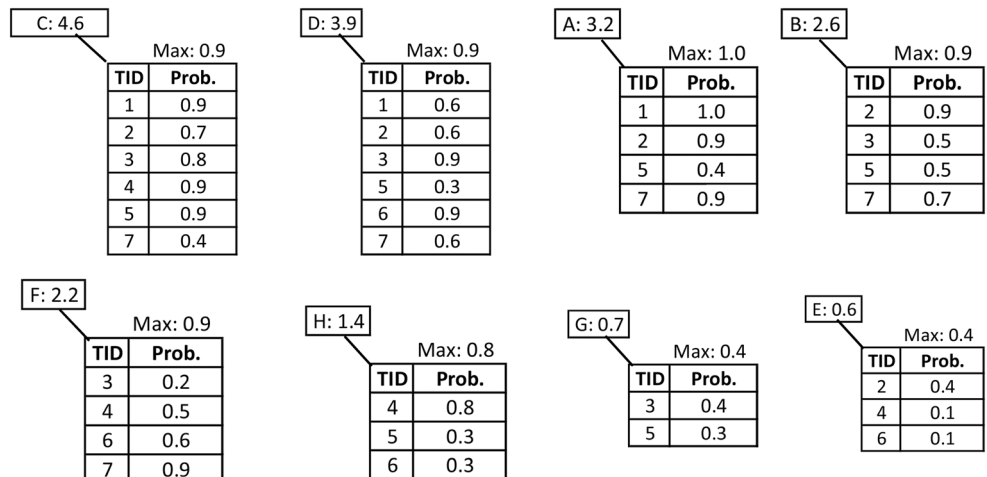 C: 4.6
Max: 0.9
TID Prob.
1 0.9
2 0.7
3 0.8
4 0.9
5 0.9
7 0.4
D: 3.9
Max: 0.9
TID Prob.
1 0.6
2 0.6
3 0.9
5 0.3
6 0.9
7 0.6
A: 3.2
Max: 1.0
TID Prob.
1 1.0
2 0.9
5 0.4
7 0.9
B: 2.6
Max: 0.9
TID Prob.
2 0.9
3 0.5
5 0.5
7 0.7
F: 2.2
Max: 0.9
TID Prob.
3 0.2
4 0.5
6 0.6
7 0.9
H: 1.4
Max: 0.8
TID Prob.
4 0.8
5 0.3
6 0.3
G: 0.7
Max: 0.4
TID Prob.
3 0.4
5 0.3
E: 0.6
Max: 0.4
TID Prob.
2 0.4
4 0.1
6 0.1